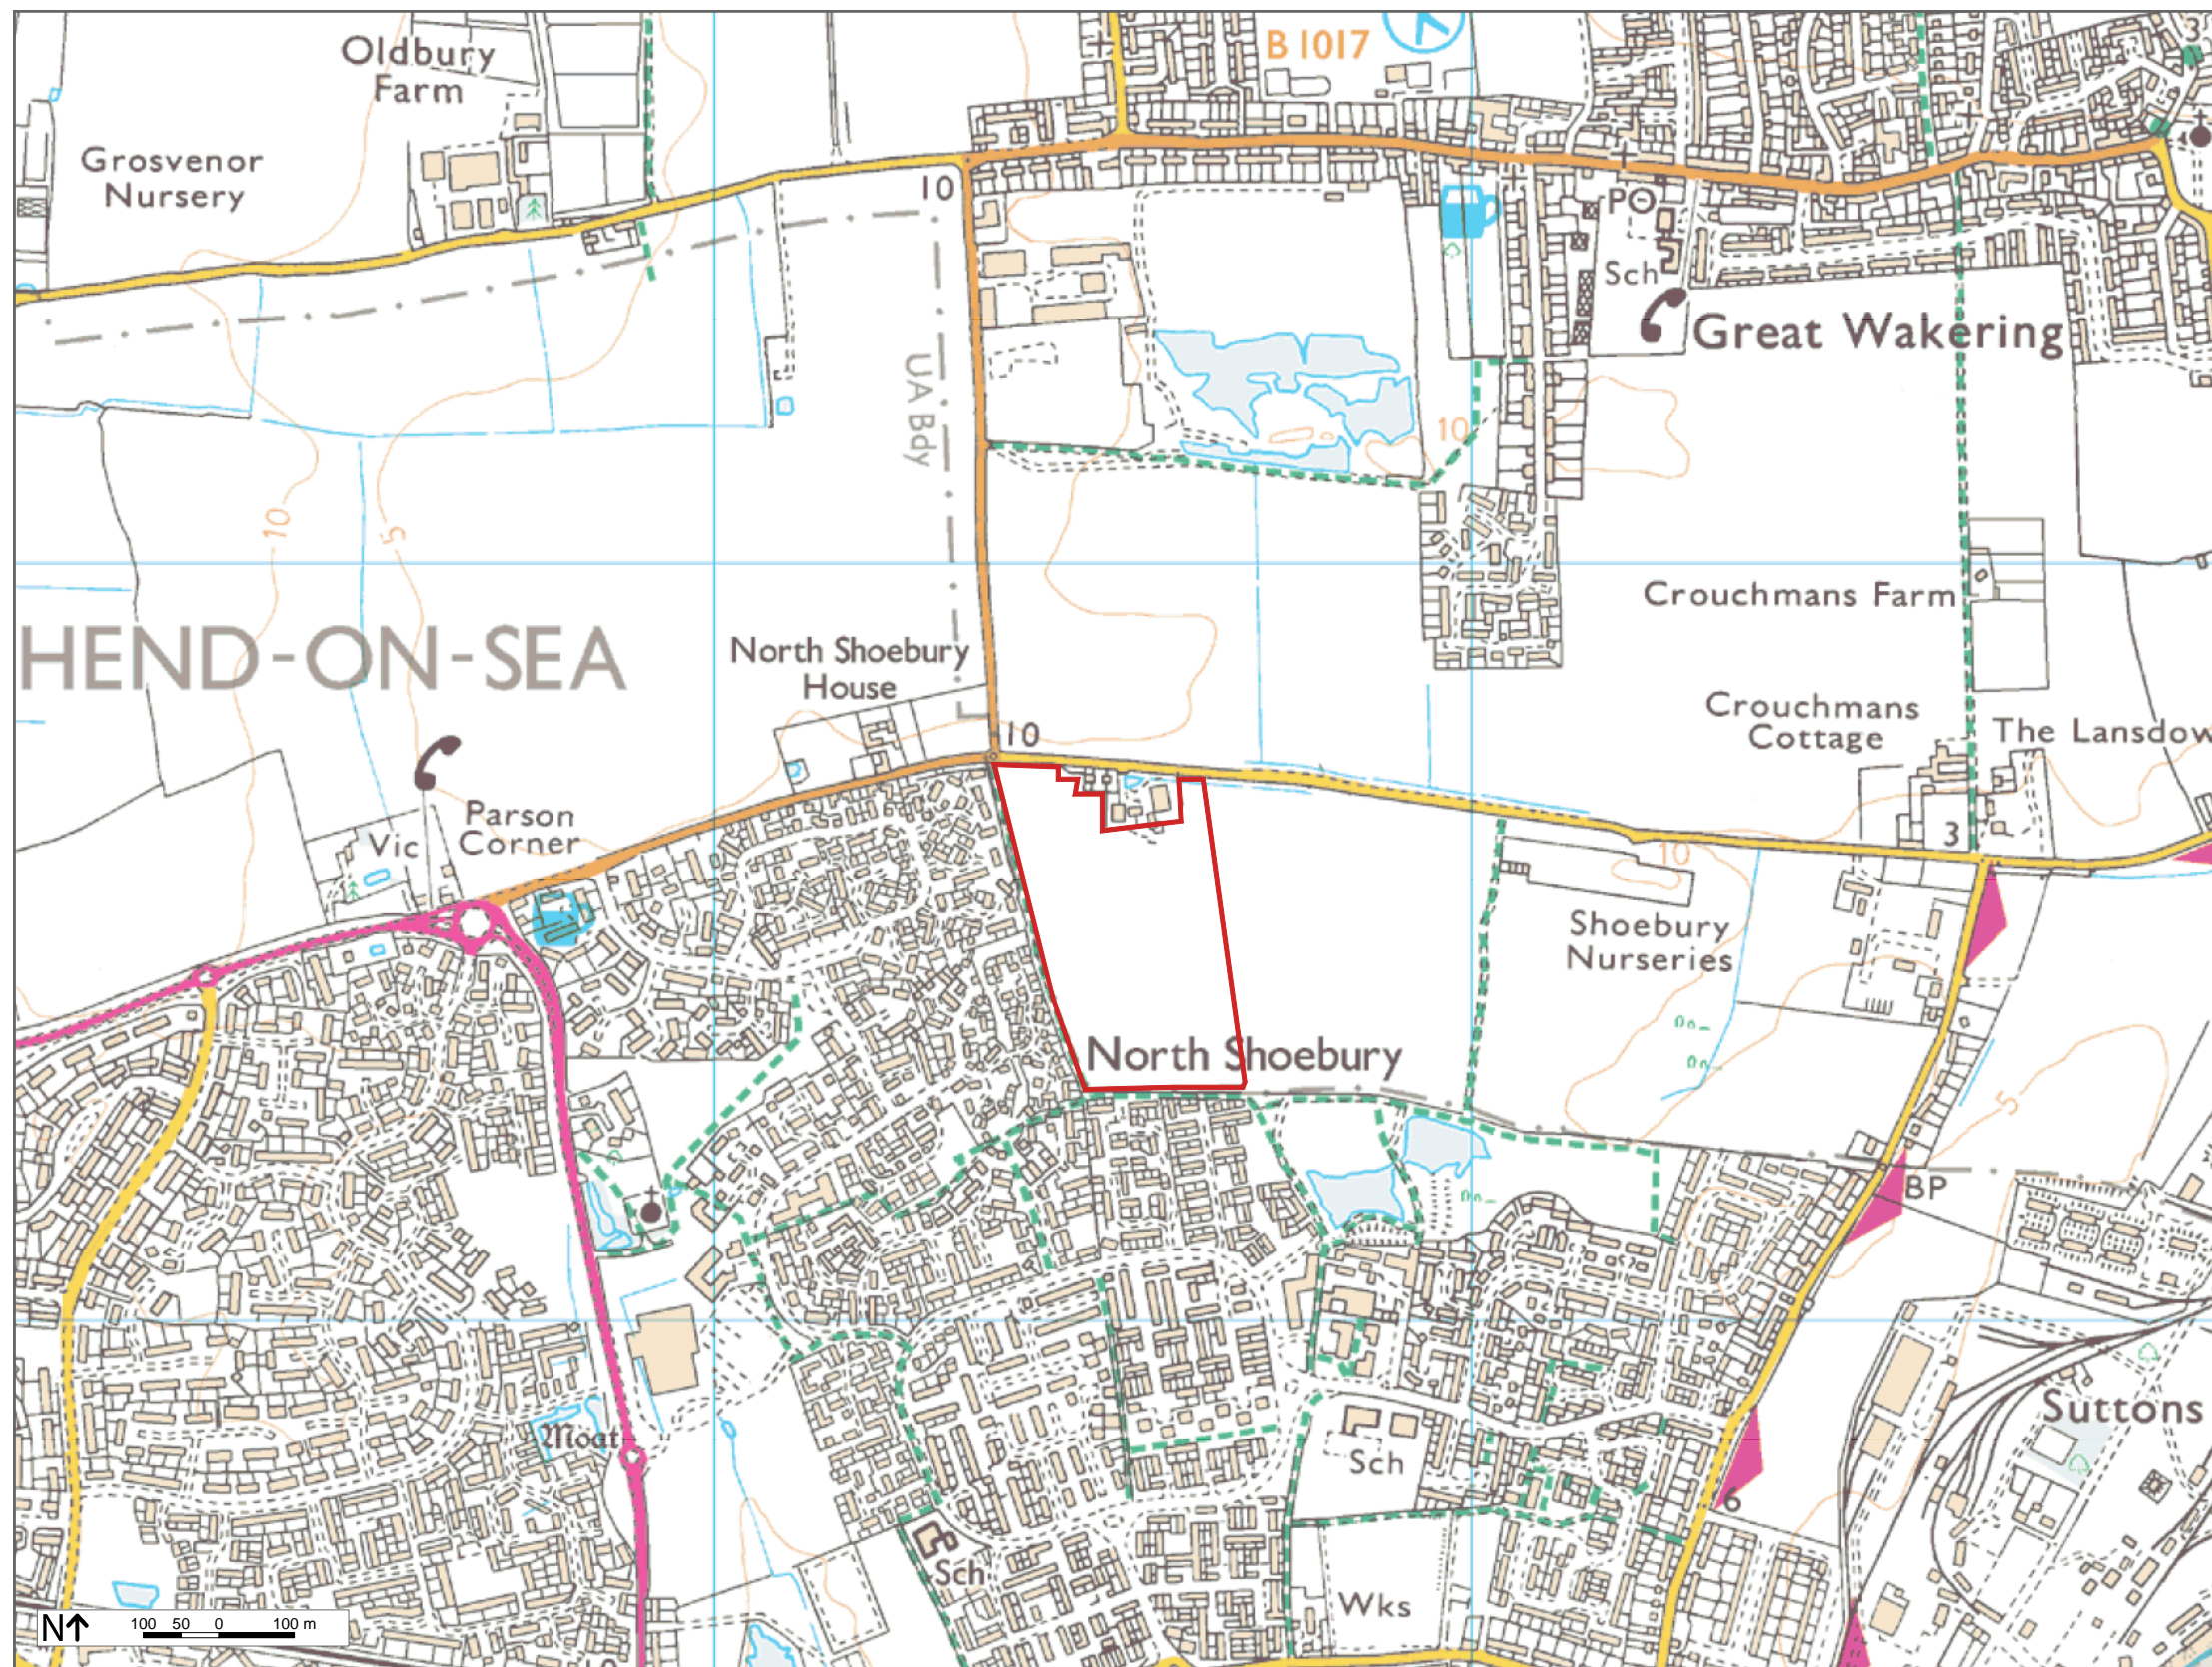 Oldbury
Farm
B 1017
3
Grosvenor
Nursery
10
PO
Sch
Great Wakering
UA Bdy
10
10
5
Crouchmans Farm
HEND-ON-SEA
North Shoebury
House
10
Crouchmans
Cottage
The Lansdow
Parson
Corner
Vic
3
10
Shoebury
Nurseries
North Shoebury
5
BP
Moat
Suttons
Sch
6
Sch
Wks
N
100 50 0 100 m